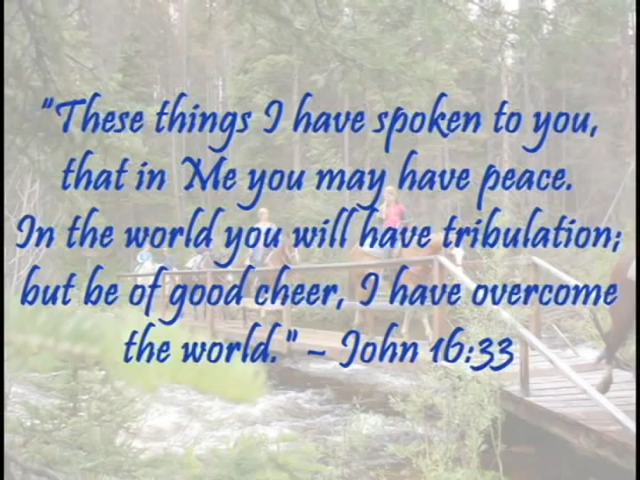 "These things I have spoken to you,
that in Me you may have peace.
In the world you will have tribulation;
but be of good cheer, I have overcome
the world." ~ John 16:33